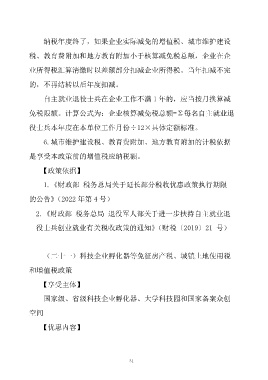 纳税年度终了，如果企业实际减免的增值税、城市维护建设
税、教育费附加和地方教育附加小于核算减免税总额，企业在企
业所得税汇算清缴时以差额部分扣减企业所得税。当年扣减不完
的，不再结转以后年度扣减。
自主就业退役士兵在企业工作不满 1 年的，应当按月换算减
免税限额。计算公式为：企业核算减免税总额=Σ每名自主就业退
役士兵本年度在本单位工作月份÷12×具体定额标准。
6.城市维护建设税、教育费附加、地方教育附加的计税依据
是享受本政策前的增值税应纳税额。
【政策依据】
1.《财政部 税务总局关于延长部分税收优惠政策执行期限
的公告》（2022 年第 4 号）
2.《财政部 税务总局 退役军人部关于进一步扶持自主就业退
役士兵创业就业有关税收政策的通知》（财税〔2019〕21 号）
（二十一）科技企业孵化器等免征房产税、城镇土地使用税
和增值税政策
【享受主体】
国家级、省级科技企业孵化器、大学科技园和国家备案众创
空间
【优惠内容】